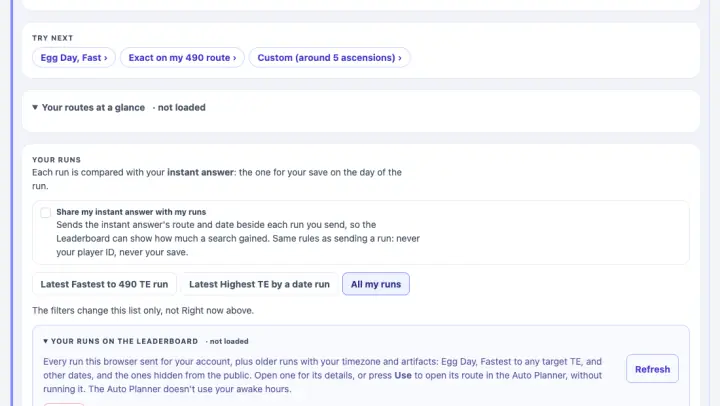 TRY NEXT
Egg Day, Fast ›
Exact on my 490 route ›
Custom (around 5 ascensions) ›
▼ Your routes at a glance · not loaded
YOUR RUNS
Each run is compared with your instant answer: the one for your save on the day of the
run.
Share my instant answer with my runs
Sends the instant answer's route and date beside each run you send, so the
Leaderboard can show how much a search gained. Same rules as sending a run: never
your player ID, never your save.
Latest Fastest to 490 TE run
Latest Highest TE by a date run
All my runs
The filters change this list only, not Right now above.
▼ YOUR RUNS ON THE LEADERBOARD · not loaded
Every run this browser sent for your account, plus older runs with your timezone and artifacts: Egg Day, Fastest to any target TE, and
other dates, and the ones hidden from the public. Open one for its details, or press Use to open its route in the Auto Planner, without
running it. The Auto Planner doesn't use your awake hours.
Refresh